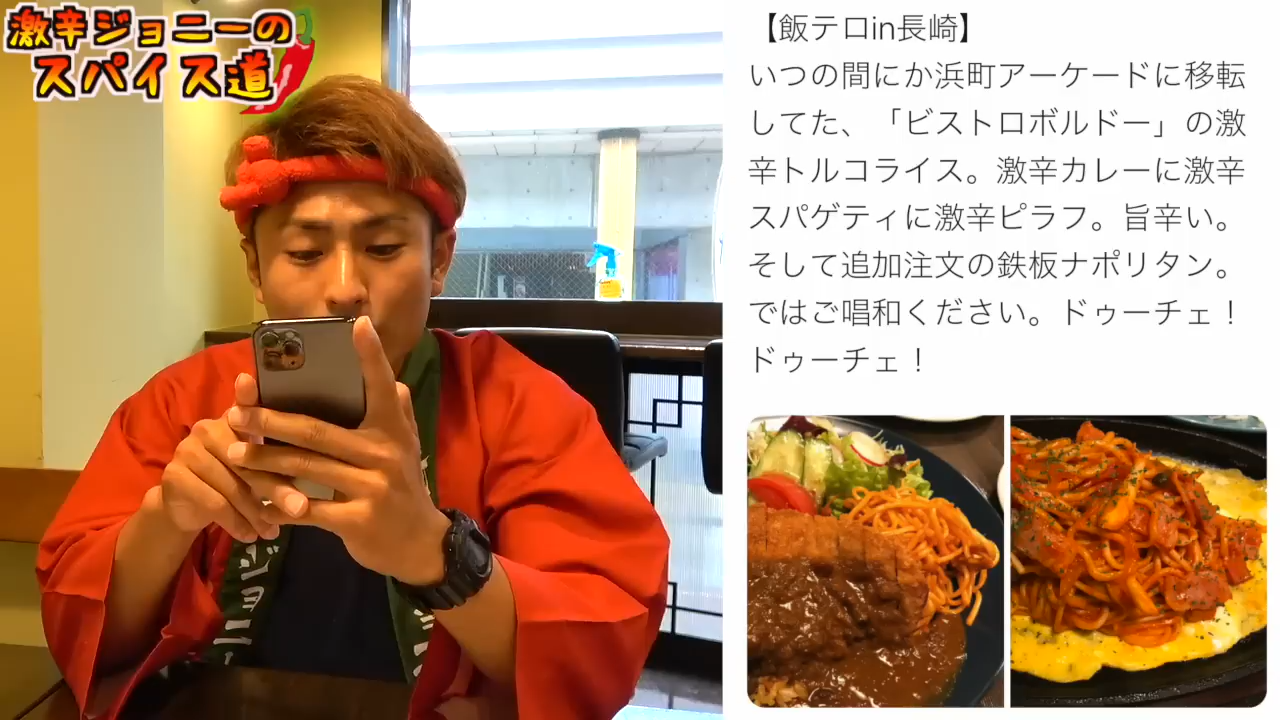 激辛ジョニーの
スパイス道
【飯テロin長崎】
いつの間にか浜町アーケードに移転
してた、「ビストロボルドー」の激
辛トルコライス。激辛カレーに激辛
スパゲティに激辛ピラフ。旨辛い。
そして追加注文の鉄板ナポリタン。
ではご唱和ください。ドゥーチェ！
ドゥーチェ！